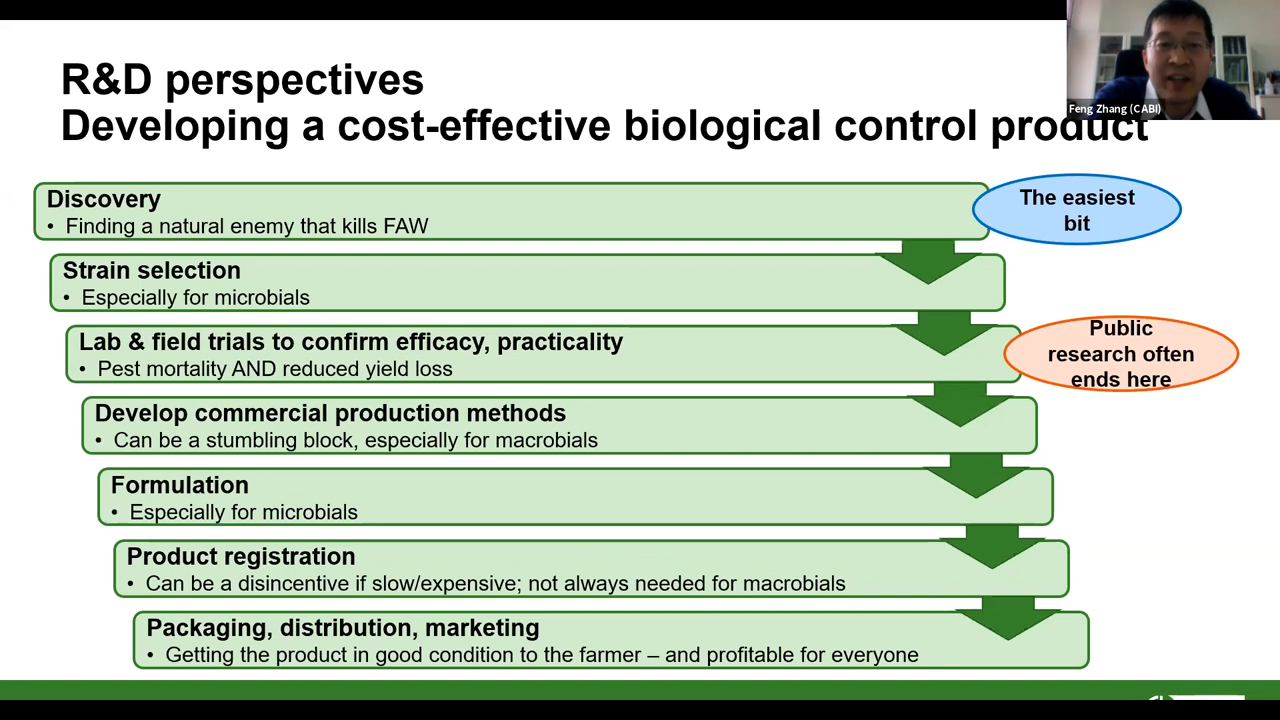 R&D perspectives
Developing a cost-effective biological control product
Feng Zhang (CABI)
Discovery
• Finding a natural enemy that kills FAW
The easiest
bit
Strain selection
• Especially for microbials
Lab & field trials to confirm efficacy, practicality
• Pest mortality AND reduced yield loss
Public
research often
ends here
Develop commercial production methods
• Can be a stumbling block, especially for macrobials
Formulation
• Especially for microbials
Product registration
• Can be a disincentive if slow/expensive; not always needed for macrobials
Packaging, distribution, marketing
• Getting the product in good condition to the farmer – and profitable for everyone